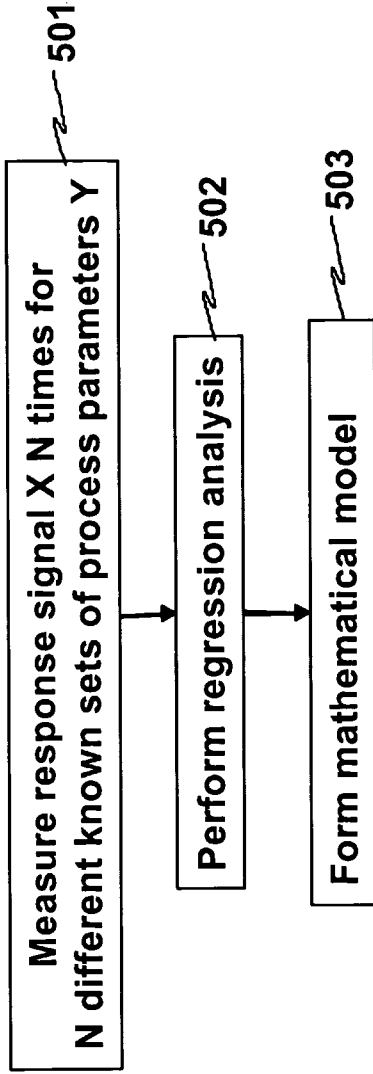 Measure response signal X N times for
N different known sets of process parameters Y
501
Perform regression analysis
502
Form mathematical model
503